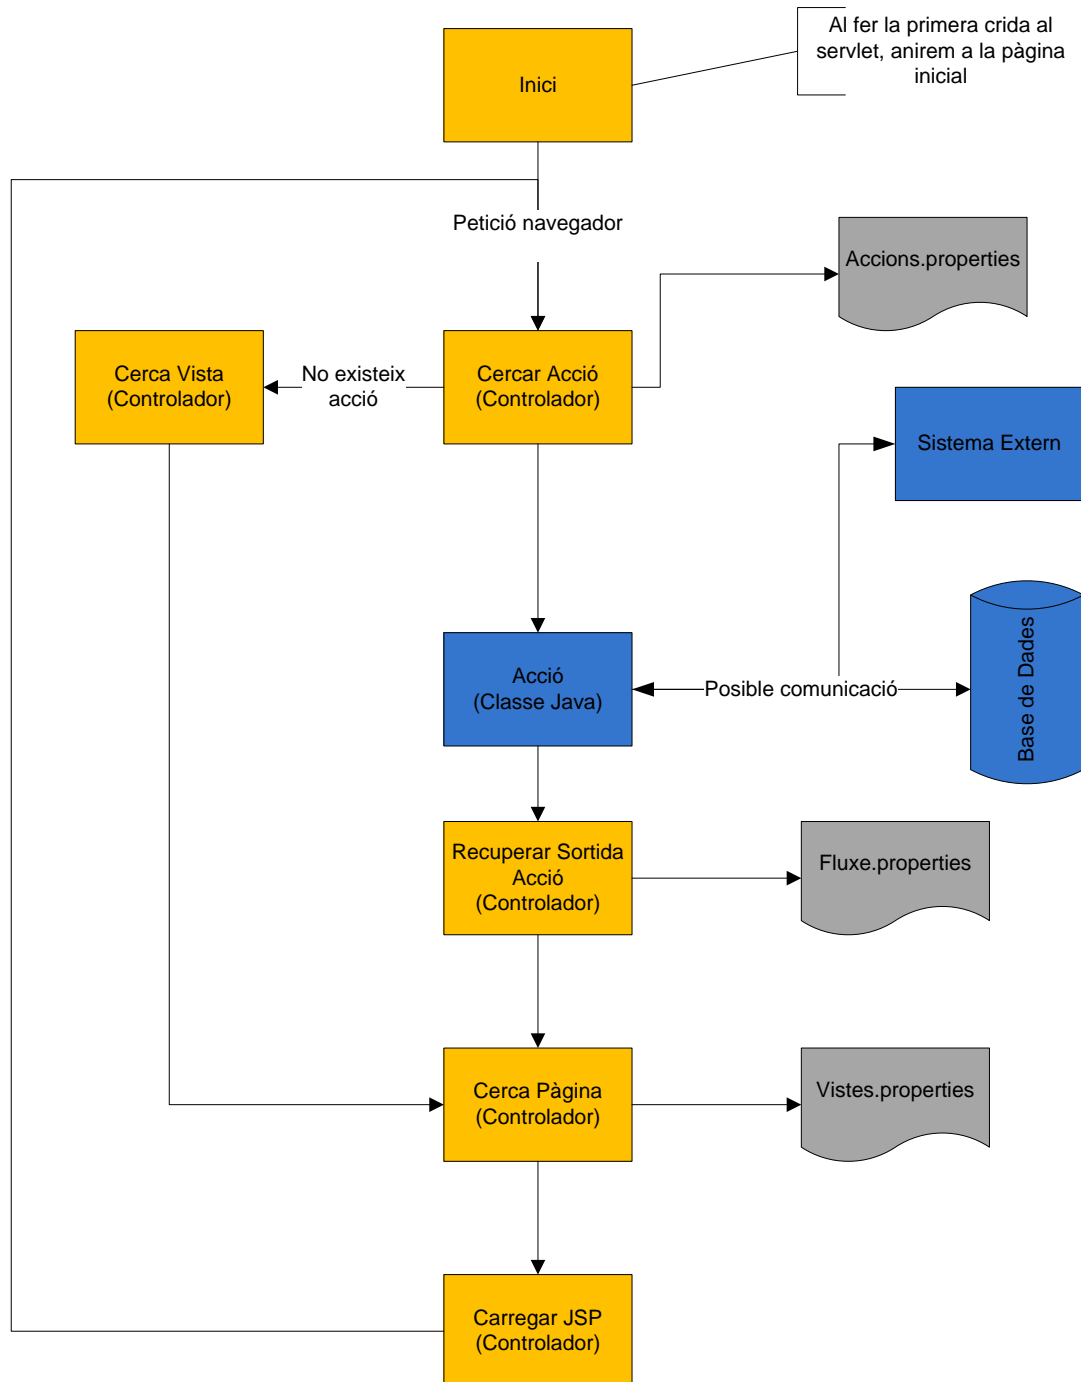 Al fer la primera crida al
servlet, anirem a la pàgina
inicial
Inici
Petició navegador
Accions.properties
Cerca Vista
(Controlador)
No existeix
acció
Cercar Acció
(Controlador)
Sistema Extern
Acció
(Classe Java)
Posible comunicació
Base de Dades
Recuperar Sortida
Acció
(Controlador)
Fluxe.properties
Cerca Pàgina
(Controlador)
Vistes.properties
Carregar JSP
(Controlador)